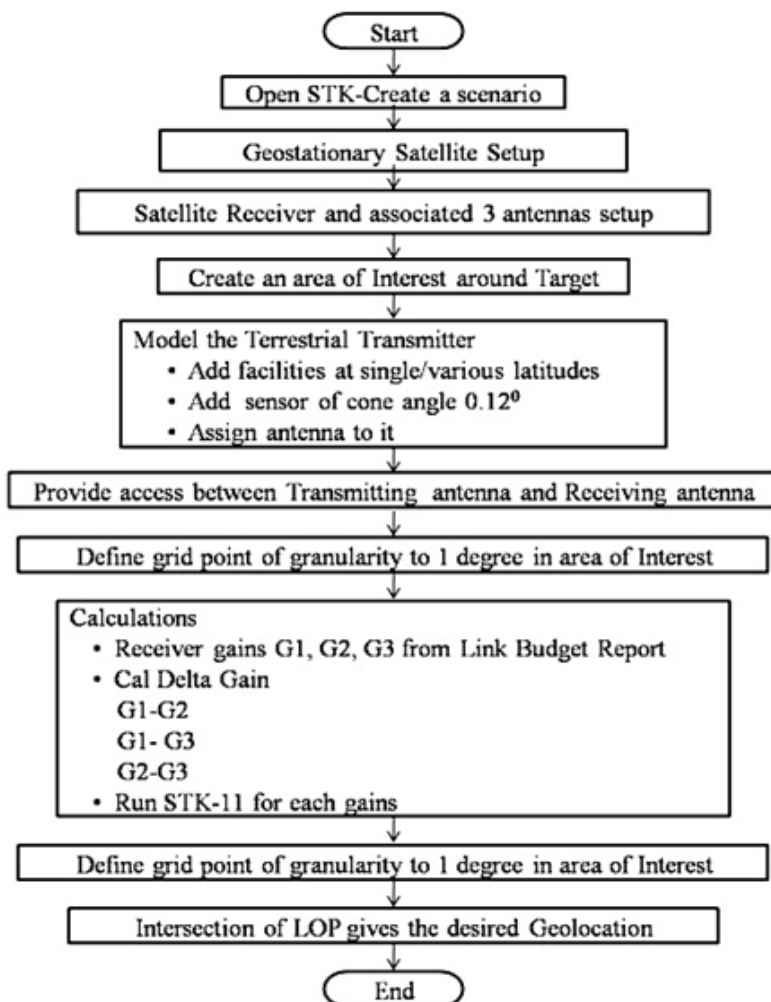 Start
Open STK-Create a scenario
Geostationary Satellite Setup
Satellite Receiver and associated 3 antennas setup
Create an area of Interest around Target
Model the Terrestrial Transmitter
• Add facilities at single/various latitudes
• Add sensor of cone angle 0.12⁰
• Assign antenna to it
Provide access between Transmitting antenna and Receiving antenna
Define grid point of granularity to 1 degree in area of Interest
Calculations
• Receiver gains G1, G2, G3 from Link Budget Report
• Cal Delta Gain
G1-G2
G1- G3
G2-G3
• Run STK-11 for each gains
Define grid point of granularity to 1 degree in area of Interest
Intersection of LOP gives the desired Geolocation
End